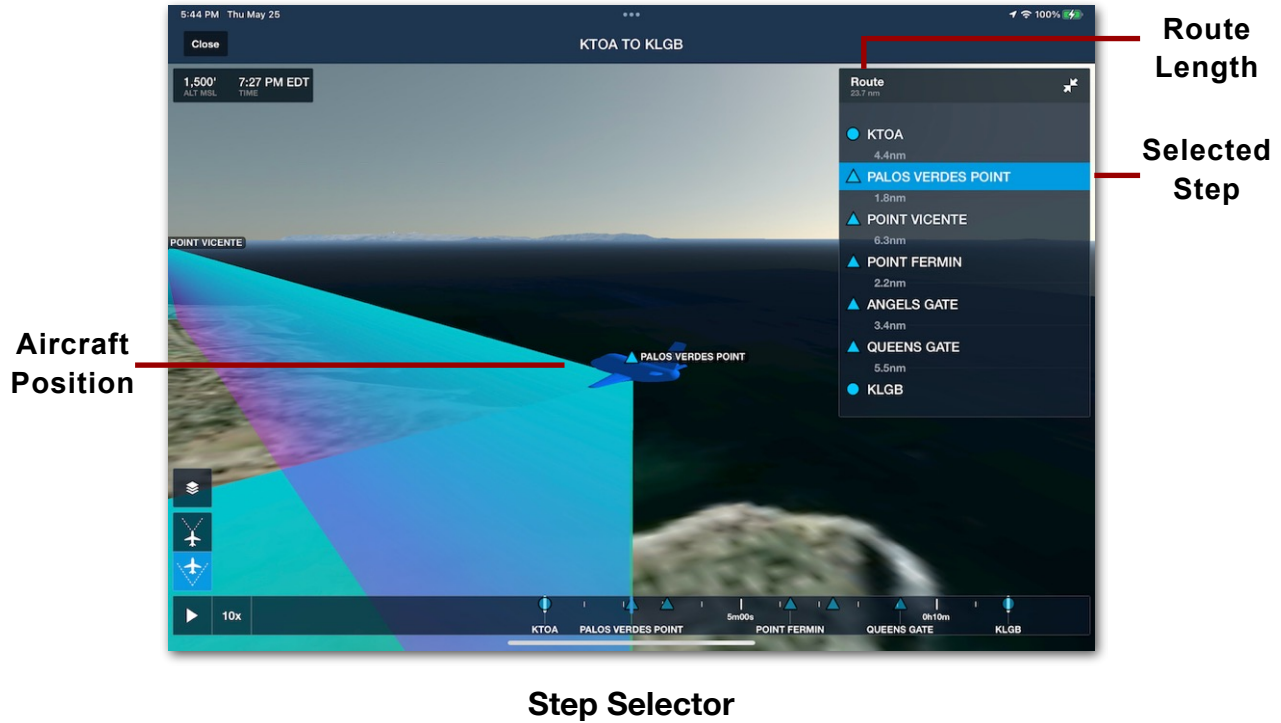 5:44 PM Thu May 25
100%
Close
KTOA TO KLGB
1,500' 7:27 PM EDT
ALT MSL TIME
Route
23.7 nm
KTOA
4.4nm
PALOS VERDES POINT
1.8nm
POINT VICENTE
6.3nm
POINT FERMIN
2.2nm
ANGELS GATE
3.4nm
QUEENS GATE
5.5nm
KLGB
Route
Length
Selected
Step
POINT VICENTE
PALOS VERDES POINT
Aircraft
Position
10x
5m00s 0h10m
KTOA PALOS VERDES POINT POINT FERMIN QUEENS GATE KLGB
Step Selector